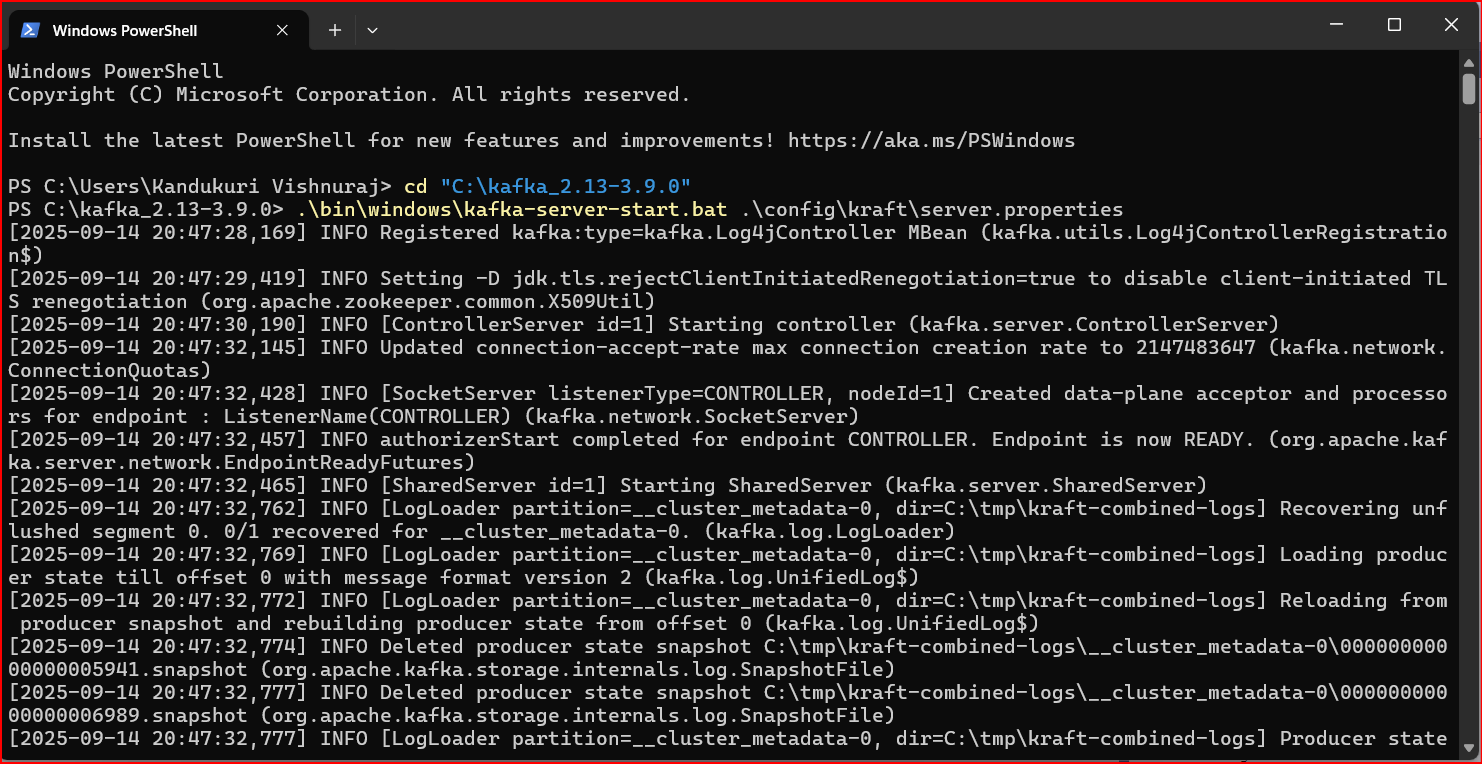 Windows PowerShell
Windows PowerShell
Copyright (C) Microsoft Corporation. All rights reserved.
Install the latest PowerShell for new features and improvements! https://aka.ms/PSWindows
PS C:\Users\Kandukuri Vishnuraj> cd "C:\kafka_2.13-3.9.0"
PS C:\kafka_2.13-3.9.0> .\bin\windows\kafka-server-start.bat .\config\kraft\server.properties
[2025-09-14 20:47:28,169] INFO Registered kafka:type=kafka.Log4jController MBean (kafka.utils.Log4jControllerRegistratio
n$)
[2025-09-14 20:47:29,419] INFO Setting -D jdk.tls.rejectClientInitiatedRenegotiation=true to disable client-initiated TL
S renegotiation (org.apache.zookeeper.common.X509Util)
[2025-09-14 20:47:30,190] INFO [ControllerServer id=1] Starting controller (kafka.server.ControllerServer)
[2025-09-14 20:47:32,145] INFO Updated connection-accept-rate max connection creation rate to 2147483647 (kafka.network.
ConnectionQuotas)
[2025-09-14 20:47:32,428] INFO [SocketServer listenerType=CONTROLLER, nodeId=1] Created data-plane acceptor and processo
rs for endpoint : ListenerName(CONTROLLER) (kafka.network.SocketServer)
[2025-09-14 20:47:32,457] INFO authorizerStart completed for endpoint CONTROLLER. Endpoint is now READY. (org.apache.kaf
ka.server.network.EndpointReadyFutures)
[2025-09-14 20:47:32,465] INFO [SharedServer id=1] Starting SharedServer (kafka.server.SharedServer)
[2025-09-14 20:47:32,762] INFO [LogLoader partition=__cluster_metadata-0, dir=C:\tmp\kraft-combined-logs] Recovering unf
lushed segment 0. 0/1 recovered for __cluster_metadata-0. (kafka.log.LogLoader)
[2025-09-14 20:47:32,769] INFO [LogLoader partition=__cluster_metadata-0, dir=C:\tmp\kraft-combined-logs] Loading produc
er state till offset 0 with message format version 2 (kafka.log.UnifiedLog$)
[2025-09-14 20:47:32,772] INFO [LogLoader partition=__cluster_metadata-0, dir=C:\tmp\kraft-combined-logs] Reloading from
 producer snapshot and rebuilding producer state from offset 0 (kafka.log.UnifiedLog$)
[2025-09-14 20:47:32,774] INFO Deleted producer state snapshot C:\tmp\kraft-combined-logs\__cluster_metadata-0\000000000
00000005941.snapshot (org.apache.kafka.storage.internals.log.SnapshotFile)
[2025-09-14 20:47:32,777] INFO Deleted producer state snapshot C:\tmp\kraft-combined-logs\__cluster_metadata-0\000000000
00000006989.snapshot (org.apache.kafka.storage.internals.log.SnapshotFile)
[2025-09-14 20:47:32,777] INFO [LogLoader partition=__cluster_metadata-0, dir=C:\tmp\kraft-combined-logs] Producer state